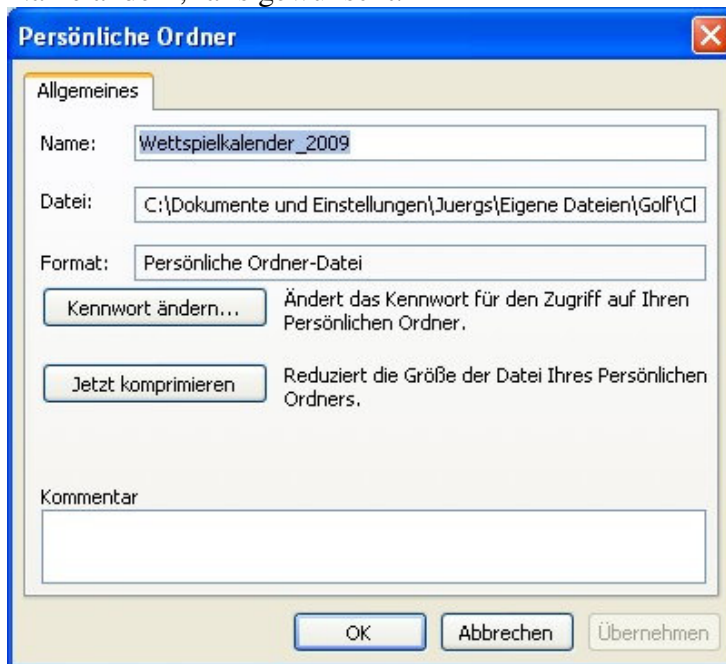 Persönliche Ordner
Allgemeines
Name: Wettspielkalender_2009
Datei: C:\Dokumente und Einstellungen\Juergs\Eigene Dateien\Golf\Cl
Format: Persönliche Ordner-Datei
Kennwort ändern... Ändert das Kennwort für den Zugriff auf Ihren
Persönlichen Ordner.
Jetzt komprimieren Reduziert die Größe der Datei Ihres Persönlichen
Ordners.
Kommentar
OK Abbrechen Übernehmen